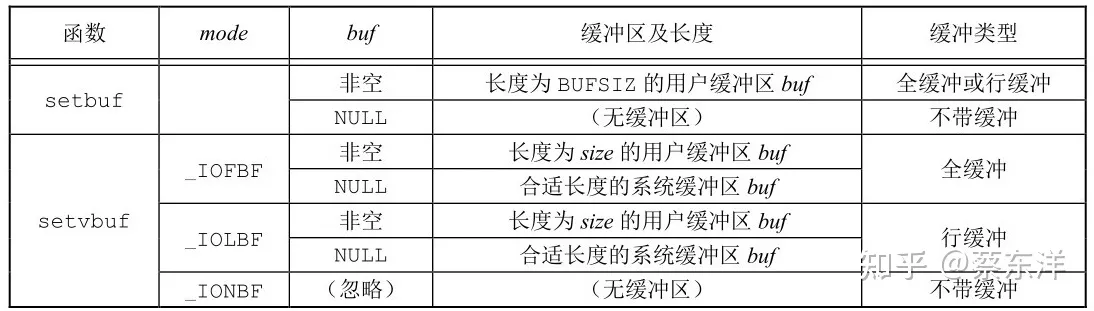 函数 mode buf 缓冲区及长度 缓冲类型
setbuf 非空 长度为 BUFSIZ 的用户缓冲区 buf 全缓冲或行缓冲
NULL （无缓冲区） 不带缓冲
setvbuf _IOFBF 非空 长度为 size 的用户缓冲区 buf 全缓冲
NULL 合适长度的系统缓冲区 buf
_IOLBF 非空 长度为 size 的用户缓冲区 buf 行缓冲
NULL 合适长度的系统缓冲区 buf
_IONBF （忽略） （无缓冲区） 不带缓冲
知乎 @蔡东洋